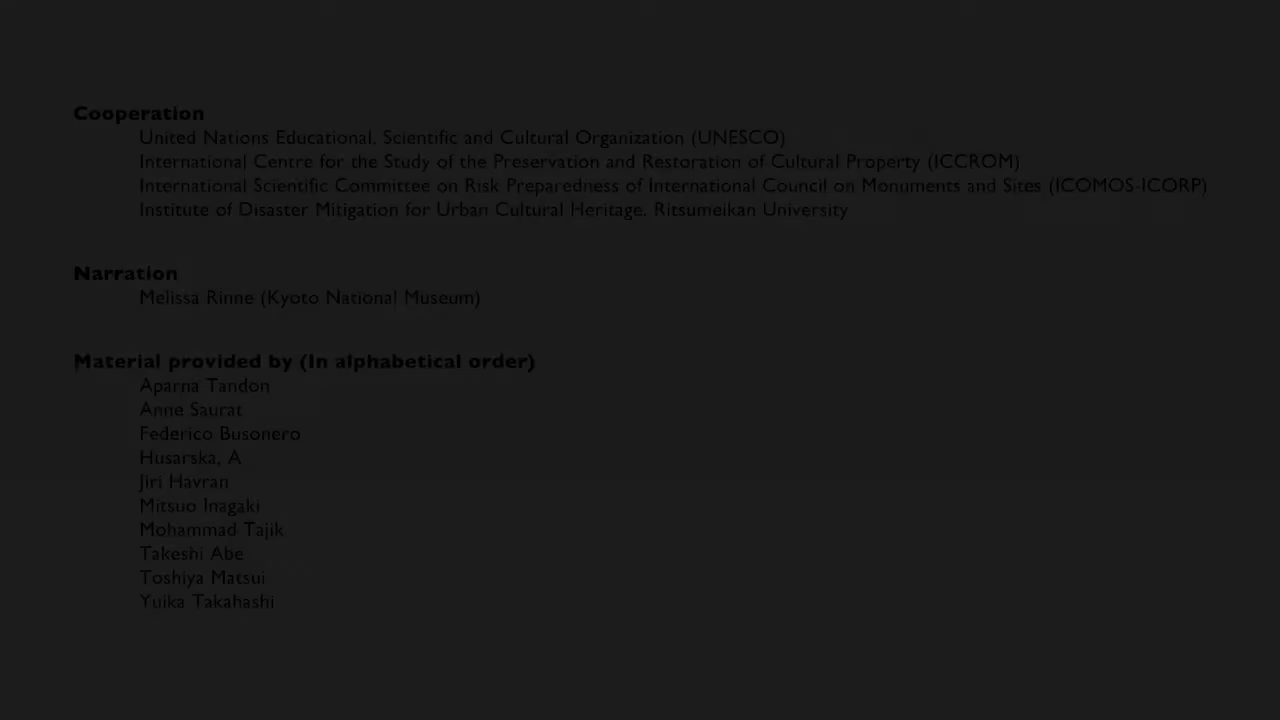 Cooperation
United Nations Educational, Scientific and Cultural Organization (UNESCO)
International Centre for the Study of the Preservation and Restoration of Cultural Property (ICCROM)
International Scientific Committee on Risk Preparedness of International Council on Monuments and Sites (ICOMOS-ICORP)
Institute of Disaster Mitigation for Urban Cultural Heritage, Ritsumeikan University
Narration
Melissa Rinne (Kyoto National Museum)
Material provided by (In alphabetical order)
Aparna Tandon
Anne Saurat
Federico Busonero
Husarska, A
Jiri Havran
Mitsuo Inagaki
Mohammad Tajik
Takeshi Abe
Toshiya Matsui
Yuika Takahashi